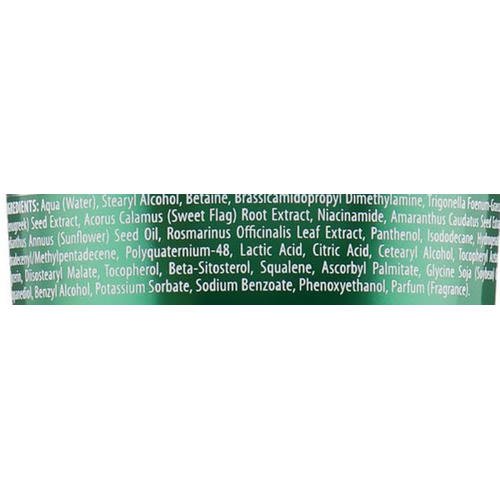 INGREDIENTS: Aqua (Water), Stearyl Alcohol, Betaine, Brassicamidopropyl Dimethylamine, Trigonella Foenum-
Seed Extract, Acorus Calamus (Sweet Flag) Root Extract, Niacinamide, Amaranthus Caudatus Seed
Annuus (Sunflower) Seed Oil, Rosmarinus Officinalis Leaf Extract, Panthenol, Isododecane,
/Methylpentadecene, Polyquaternium-48, Lactic Acid, Citric Acid, Cetearyl Alcohol, Tocopheryl
Diisostearyl Malate, Tocopherol, Beta-Sitosterol, Squalene, Ascorbyl Palmitate, Glycine Soja (Soybean)
Benzyl Alcohol, Potassium Sorbate, Sodium Benzoate, Phenoxyethanol, Parfum (Fragrance).